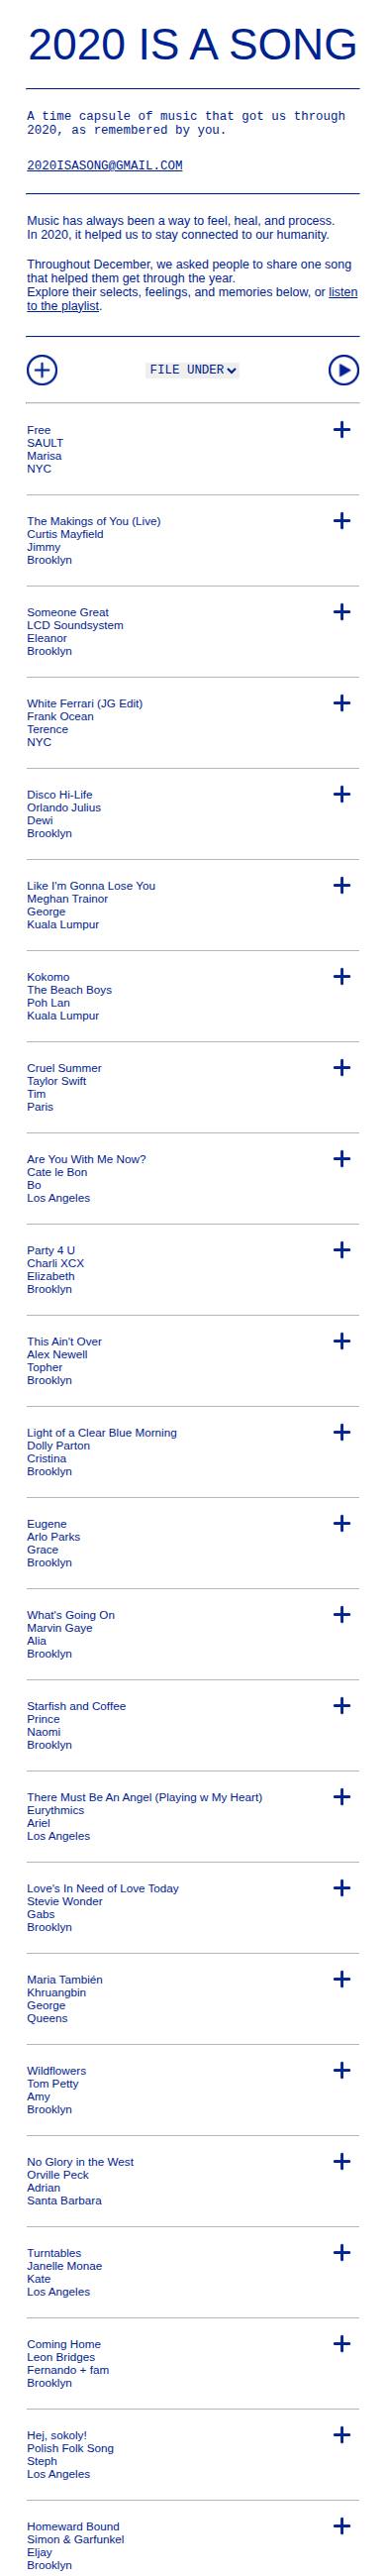 2020 IS A SONG
A time capsule of music that got us through
2020, as remembered by you.
2020ISASONG@GMAIL.COM
Music has always been a way to feel, heal, and process.
In 2020, it helped us to stay connected to our humanity.
Throughout December, we asked people to share one song
that helped them get through the year.
Explore their selects, feelings, and memories below, or listen
to the playlist.
FILE UNDER
Free
SAULT
Marisa
NYC
The Makings of You (Live)
Curtis Mayfield
Jimmy
Brooklyn
Someone Great
LCD Soundsystem
Eleanor
Brooklyn
White Ferrari (JG Edit)
Frank Ocean
Terence
NYC
Disco Hi-Life
Orlando Julius
Dewi
Brooklyn
Like I'm Gonna Lose You
Meghan Trainor
George
Kuala Lumpur
Kokomo
The Beach Boys
Poh Lan
Kuala Lumpur
Cruel Summer
Taylor Swift
Tim
Paris
Are You With Me Now?
Cate le Bon
Bo
Los Angeles
Party 4 U
Charli XCX
Elizabeth
Brooklyn
This Ain't Over
Alex Newell
Topher
Brooklyn
Light of a Clear Blue Morning
Dolly Parton
Cristina
Brooklyn
Eugene
Arlo Parks
Grace
Brooklyn
What's Going On
Marvin Gaye
Alia
Brooklyn
Starfish and Coffee
Prince
Naomi
Brooklyn
There Must Be An Angel (Playing w My Heart)
Eurythmics
Ariel
Los Angeles
Love's In Need of Love Today
Stevie Wonder
Gabs
Brooklyn
Maria También
Khruangbin
George
Queens
Wildflowers
Tom Petty
Amy
Brooklyn
No Glory in the West
Orville Peck
Adrian
Santa Barbara
Turntables
Janelle Monae
Kate
Los Angeles
Coming Home
Leon Bridges
Fernando + fam
Brooklyn
Hej, sokoly!
Polish Folk Song
Steph
Los Angeles
Homeward Bound
Simon & Garfunkel
Eljay
Brooklyn